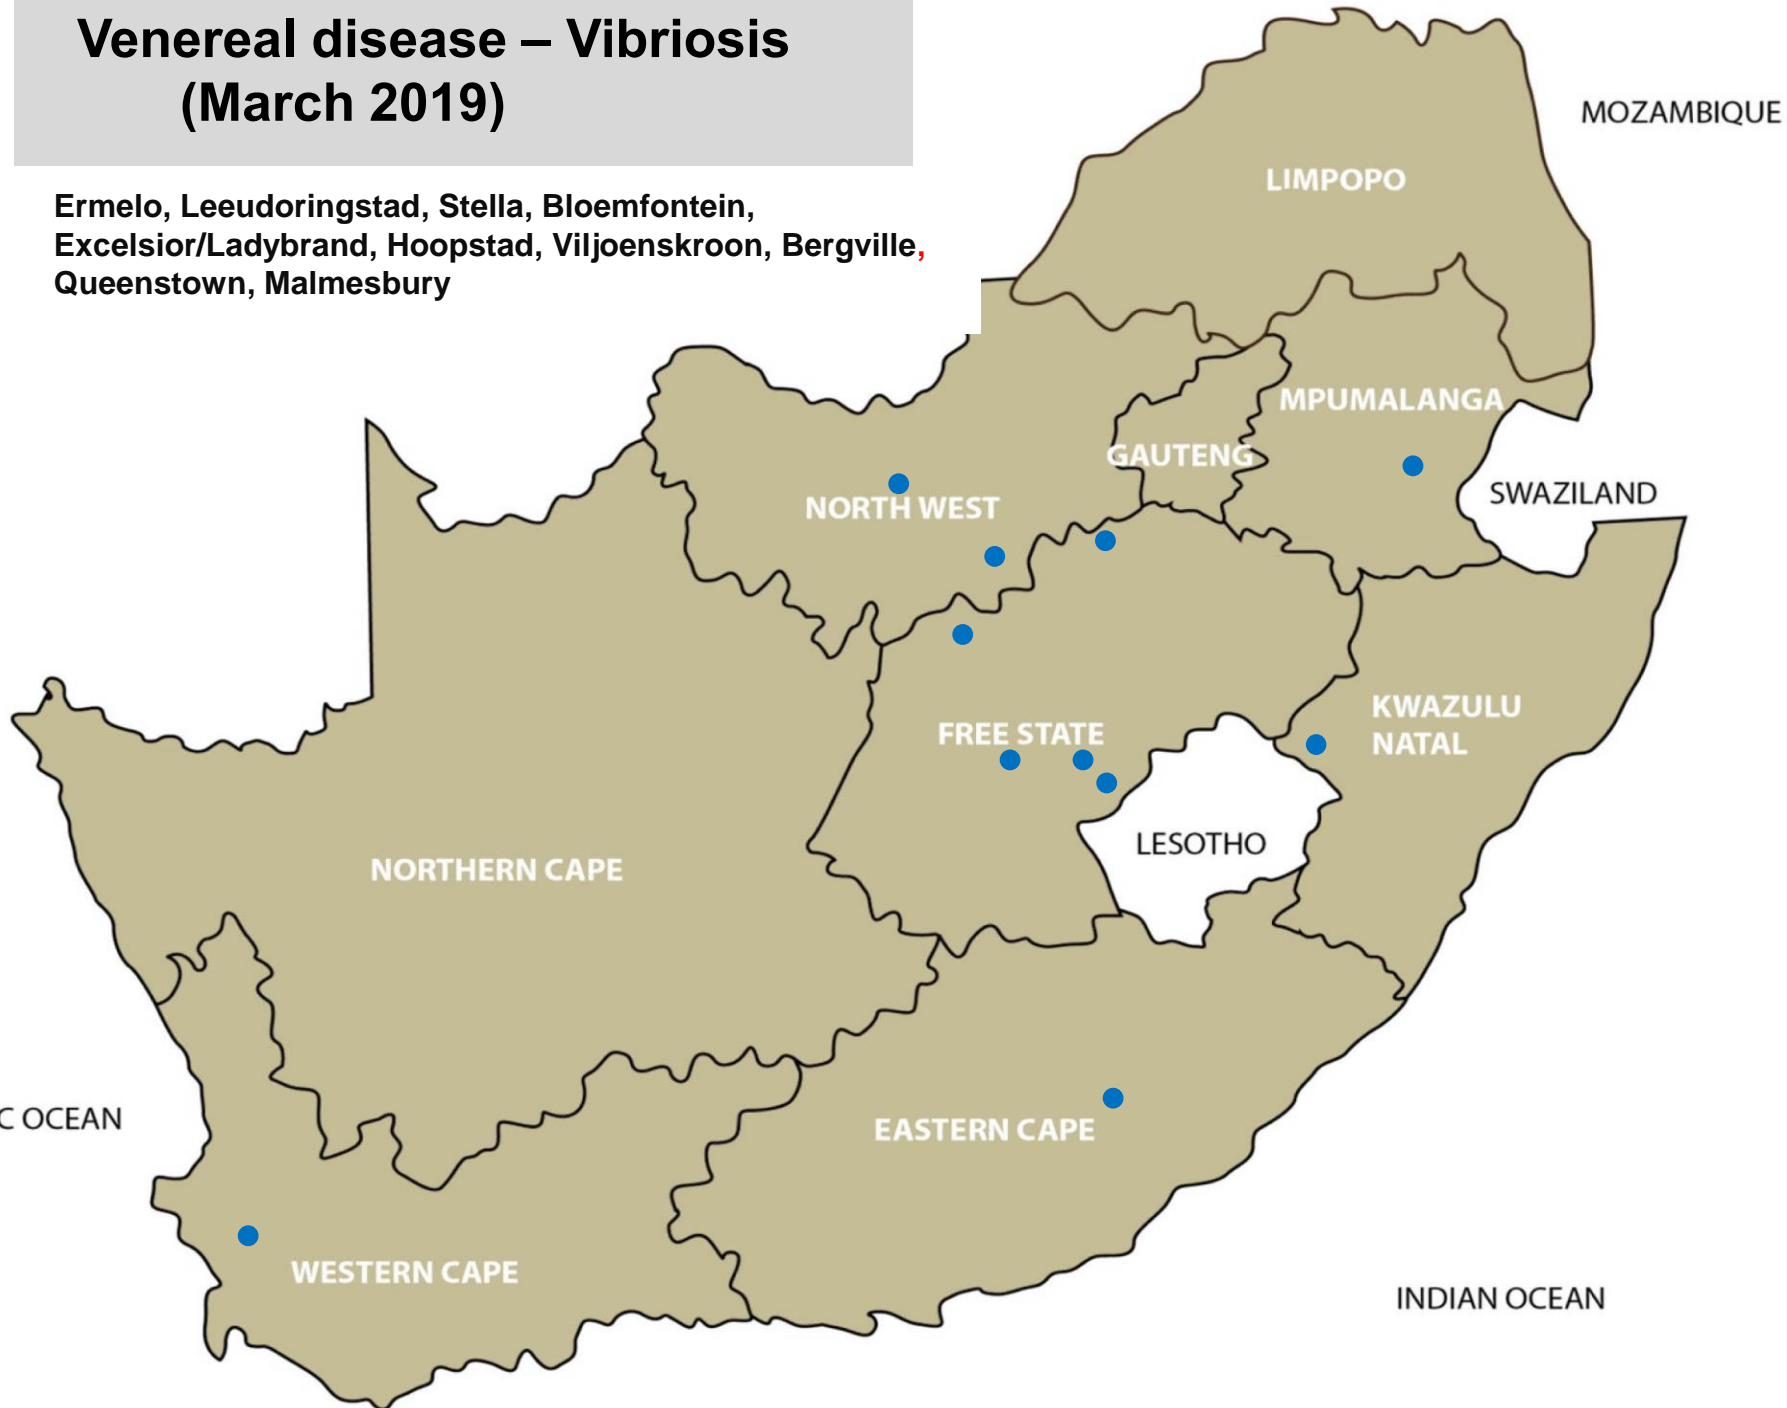 Venereal disease – Vibriosis
(March 2019)
Ermelo, Leeudoringstad, Stella, Bloemfontein,
Excelsior/Ladybrand, Hoopstad, Viljoenskroon, Bergville,
Queenstown, Malmesbury
MOZAMBIQUE
LIMPOPO
MPUMALANGA
GAUTENG
SWAZILAND
NORTH WEST
KWAZULU
NATAL
FREE STATE
LESOTHO
NORTHERN CAPE
C OCEAN
EASTERN CAPE
WESTERN CAPE
INDIAN OCEAN